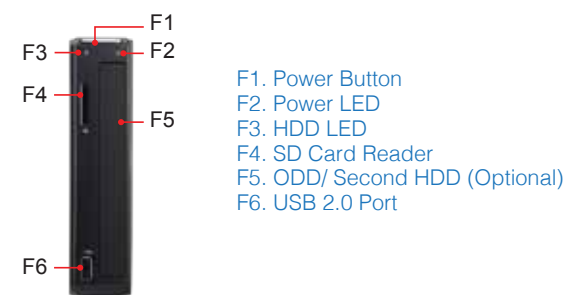 F1
F3
F2
F4
F5
F6
F1. Power Button
F2. Power LED
F3. HDD LED
F4. SD Card Reader
F5. ODD/ Second HDD (Optional)
F6. USB 2.0 Port